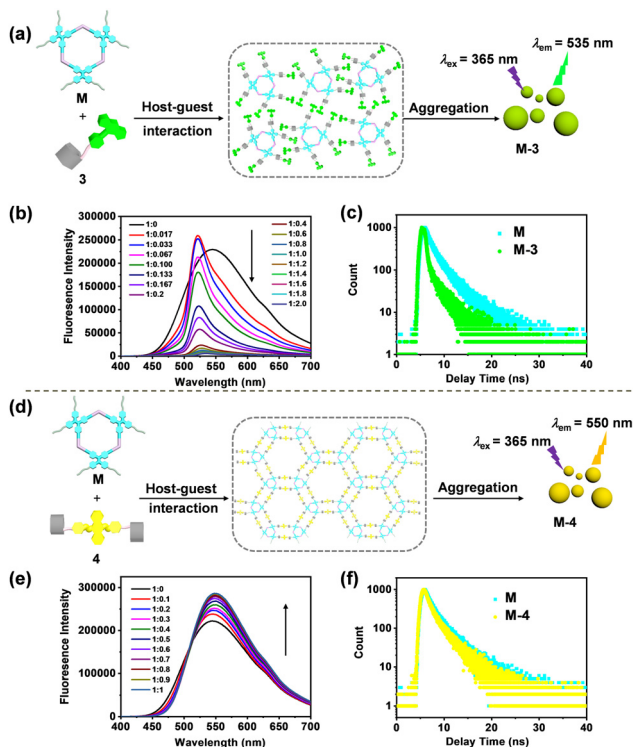 (a)
M
+
3
Host-guest
interaction
Aggregation
λex = 365 nm
λem = 535 nm
M-3
(b)
Fluorescence Intensity
300000
250000
200000
150000
100000
50000
0
1:0
1:0.017
1:0.033
1:0.067
1:0.100
1:0.133
1:0.167
1:0.2
1:0.4
1:0.6
1:0.8
1:1.0
1:1.2
1:1.4
1:1.6
1:1.8
1:2.0
400 450 500 550 600 650 700
Wavelength (nm)
(c)
Count
1000
100
10
1
M
M-3
0 10 20 30 40
Delay Time (ns)
(d)
M
+
4
Host-guest
interaction
Aggregation
λex = 365 nm
λem = 550 nm
M-4
(e)
Fluorescence Intensity
300000
200000
100000
0
1:0
1:0.1
1:0.2
1:0.3
1:0.4
1:0.5
1:0.6
1:0.7
1:0.8
1:0.9
1:1
400 450 500 550 600 650 700
Wavelength (nm)
(f)
Count
1000
100
10
1
M
M-4
0 10 20 30 40
Delay Time (ns)